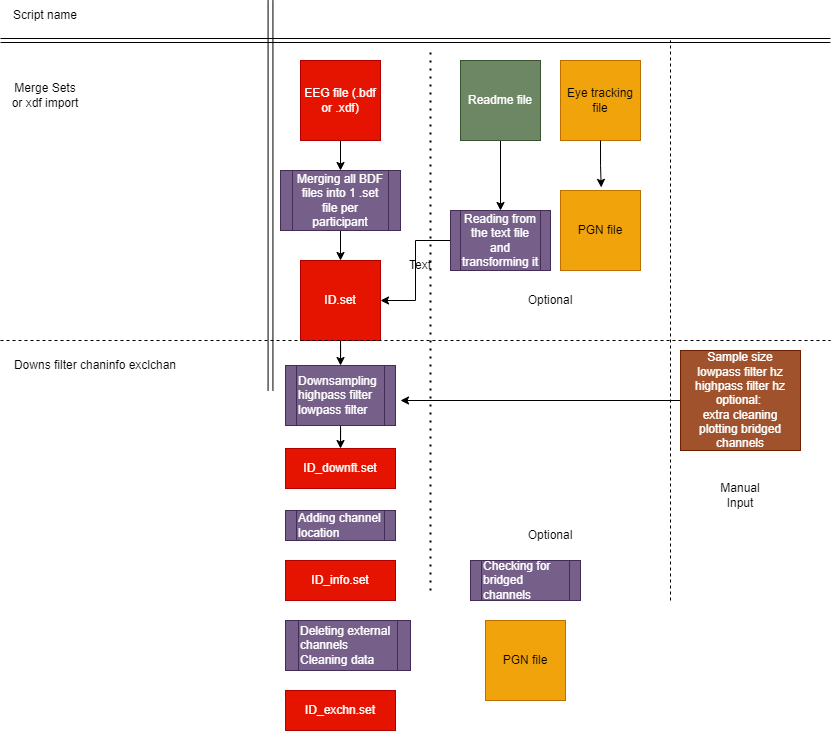 Script name
Merge Sets
or xdf import
EEG file (.bdf
or .xdf)
Readme file
Eye tracking
file
Merging all BDF
files into 1 .set
file per
participant
Reading from
the text file
and
transforming it
PGN file
Text
ID.set
Optional
Downs filter chaninfo exclchan
Downsampling
highpass filter
lowpass filter
Sample size
lowpass filter hz
highpass filter hz
optional:
extra cleaning
plotting bridged
channels
ID_downft.set
Manual
Input
Adding channel
location
Optional
ID_info.set
Checking for
bridged
channels
Deleting external
channels
Cleaning data
PGN file
ID_exchn.set